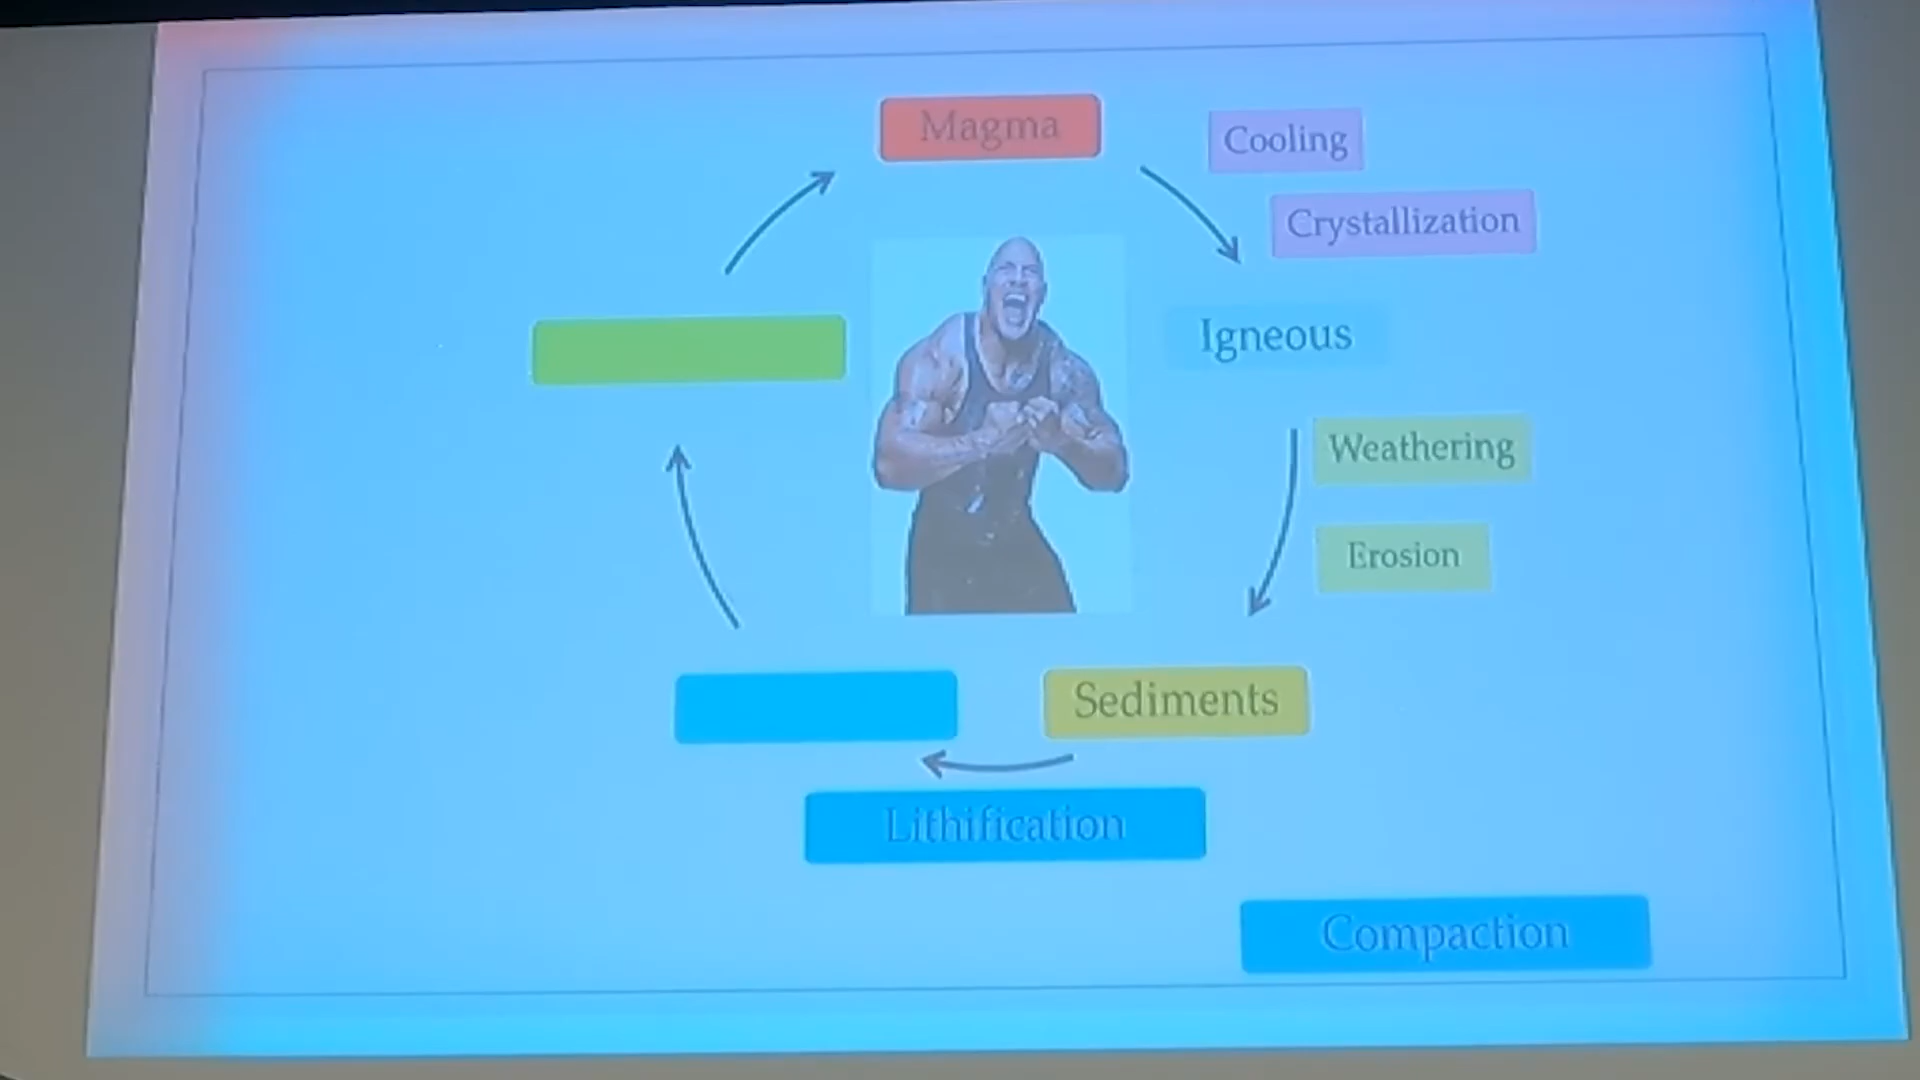 Magma
Cooling
Crystallization
Igneous
Weathering
Erosion
Sediments
Lithification
Compaction